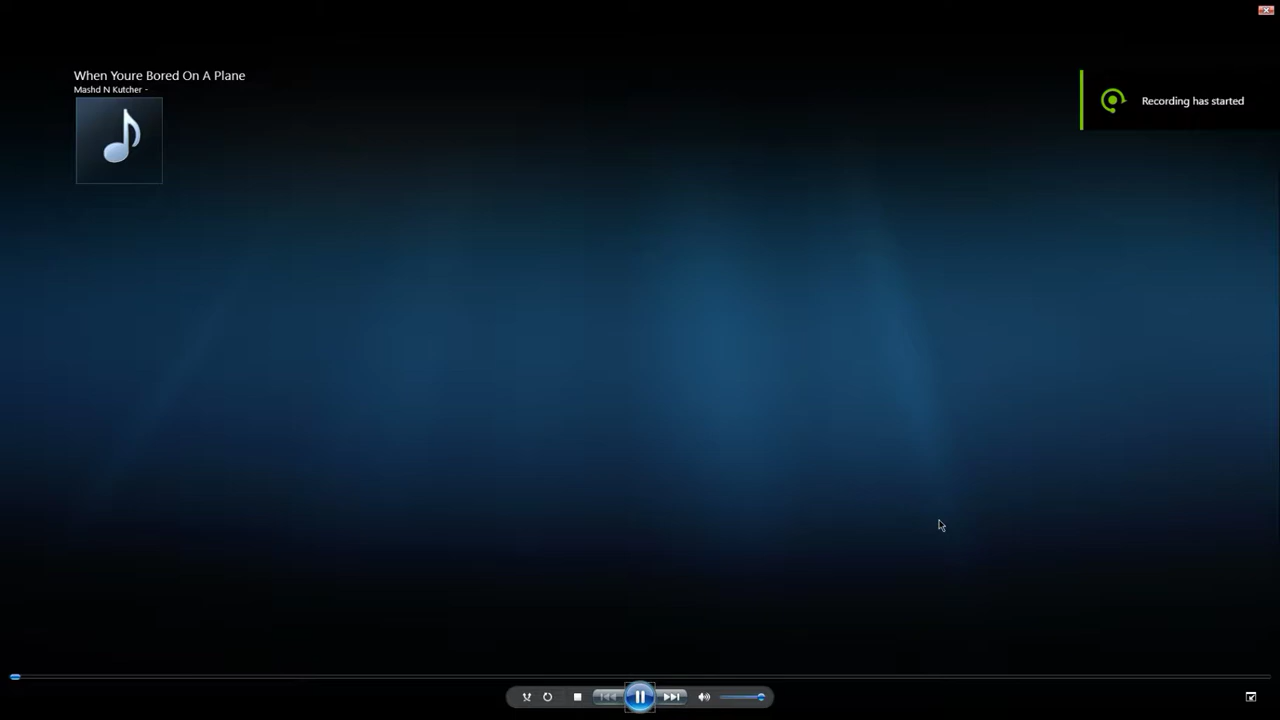 When Youre Bored On A Plane
Mashd N Kutcher -
Recording has started